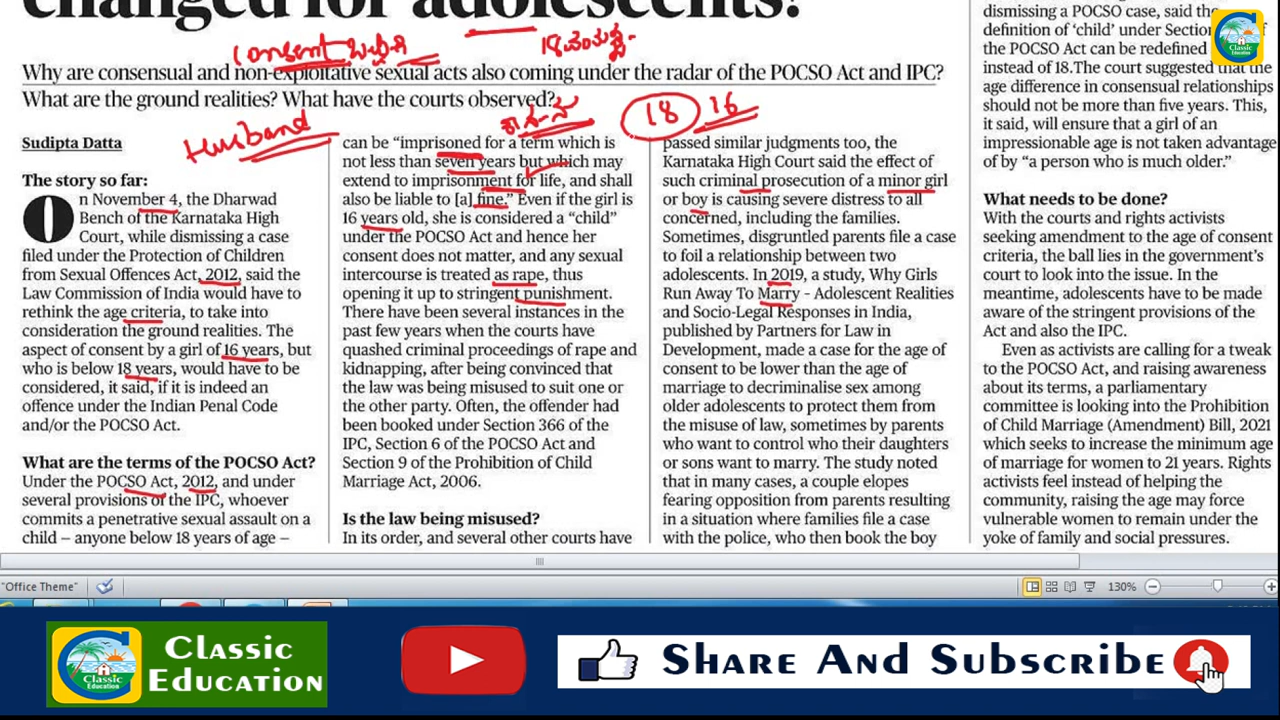 changed for adolescents?
Consent
18
Why are consensual and non-exploitative sexual acts also coming under the radar of the POCSO Act and IPC?
What are the ground realities? What have the courts observed?
Husband
18 16
Sudipta Datta
The story so far:
On November 4, the Dharwad
Bench of the Karnataka High
Court, while dismissing a case
filed under the Protection of Children
from Sexual Offences Act, 2012, said the
Law Commission of India would have to
rethink the age criteria, to take into
consideration the ground realities. The
aspect of consent by a girl of 16 years, but
who is below 18 years, would have to be
considered, it said, if it is indeed an
offence under the Indian Penal Code
and/or the POCSO Act.
What are the terms of the POCSO Act?
Under the POCSO Act, 2012, and under
several provisions of the IPC, whoever
commits a penetrative sexual assault on a
child — anyone below 18 years of age —
can be “imprisoned for a term which is
not less than seven years but which may
extend to imprisonment for life, and shall
also be liable to [a] fine.” Even if the girl is
16 years old, she is considered a “child”
under the POCSO Act and hence her
consent does not matter, and any sexual
intercourse is treated as rape, thus
opening it up to stringent punishment.
There have been several instances in the
past few years when the courts have
quashed criminal proceedings of rape and
kidnapping, after being convinced that
the law was being misused to suit one or
the other party. Often, the offender had
been booked under Section 366 of the
IPC, Section 6 of the POCSO Act and
Section 9 of the Prohibition of Child
Marriage Act, 2006.
Is the law being misused?
In its order, and several other courts have
passed similar judgments too, the
Karnataka High Court said the effect of
such criminal prosecution of a minor girl
or boy is causing severe distress to all
concerned, including the families.
Sometimes, disgruntled parents file a case
to foil a relationship between two
adolescents. In 2019, a study, Why Girls
Run Away To Marry - Adolescent Realities
and Socio-Legal Responses in India,
published by Partners for Law in
Development, made a case for the age of
consent to be lower than the age of
marriage to decriminalise sex among
older adolescents to protect them from
the misuse of law, sometimes by parents
who want to control who their daughters
or sons want to marry. The study noted
that in many cases, a couple elopes
fearing opposition from parents resulting
in a situation where families file a case
with the police, who then book the boy
dismissing a POCSO case, said the
definition of ‘child’ under Section
the POCSO Act can be redefined
instead of 18. The court suggested that the
age difference in consensual relationships
should not be more than five years. This,
it said, will ensure that a girl of an
impressionable age is not taken advantage
of by “a person who is much older.”
What needs to be done?
With the courts and rights activists
seeking amendment to the age of consent
criteria, the ball lies in the government’s
court to look into the issue. In the
meantime, adolescents have to be made
aware of the stringent provisions of the
Act and also the IPC.
Even as activists are calling for a tweak
to the POCSO Act, and raising awareness
about its terms, a parliamentary
committee is looking into the Prohibition
of Child Marriage (Amendment) Bill, 2021
which seeks to increase the minimum age
of marriage for women to 21 years. Rights
activists feel instead of helping the
community, raising the age may force
vulnerable women to remain under the
yoke of family and social pressures.
Classic
Education
"Office Theme"
130%
Classic
Education
Classic
Education
Share And Subscribe